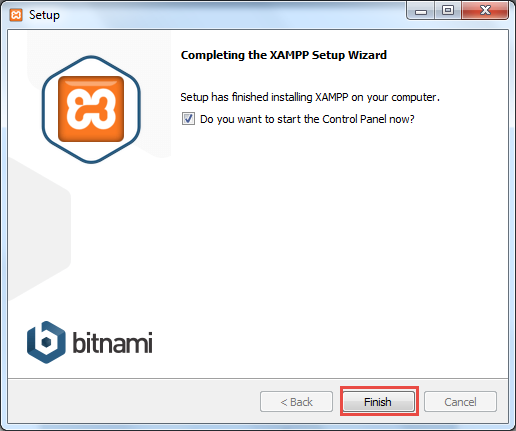 Setup
Completing the XAMPP Setup Wizard
Setup has finished installing XAMPP on your computer.
Do you want to start the Control Panel now?
bitnami
< Back
Finish
Cancel